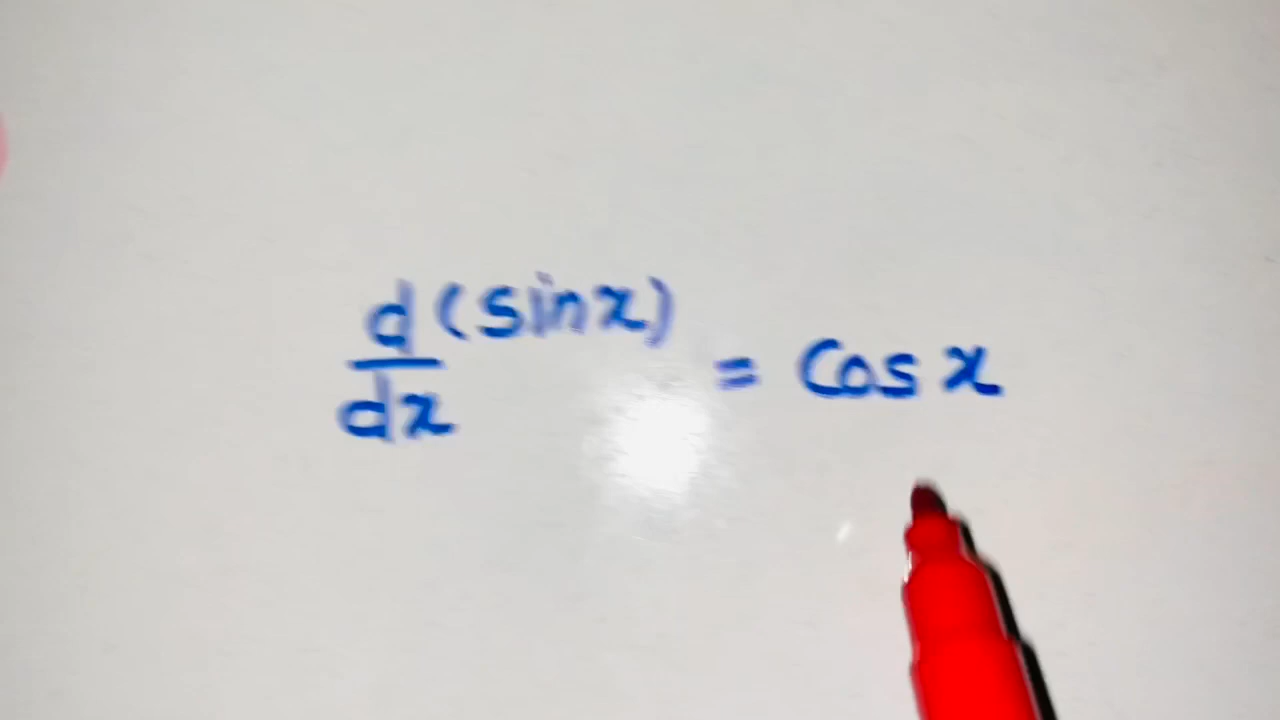 d(sinx)/dx = Cos x